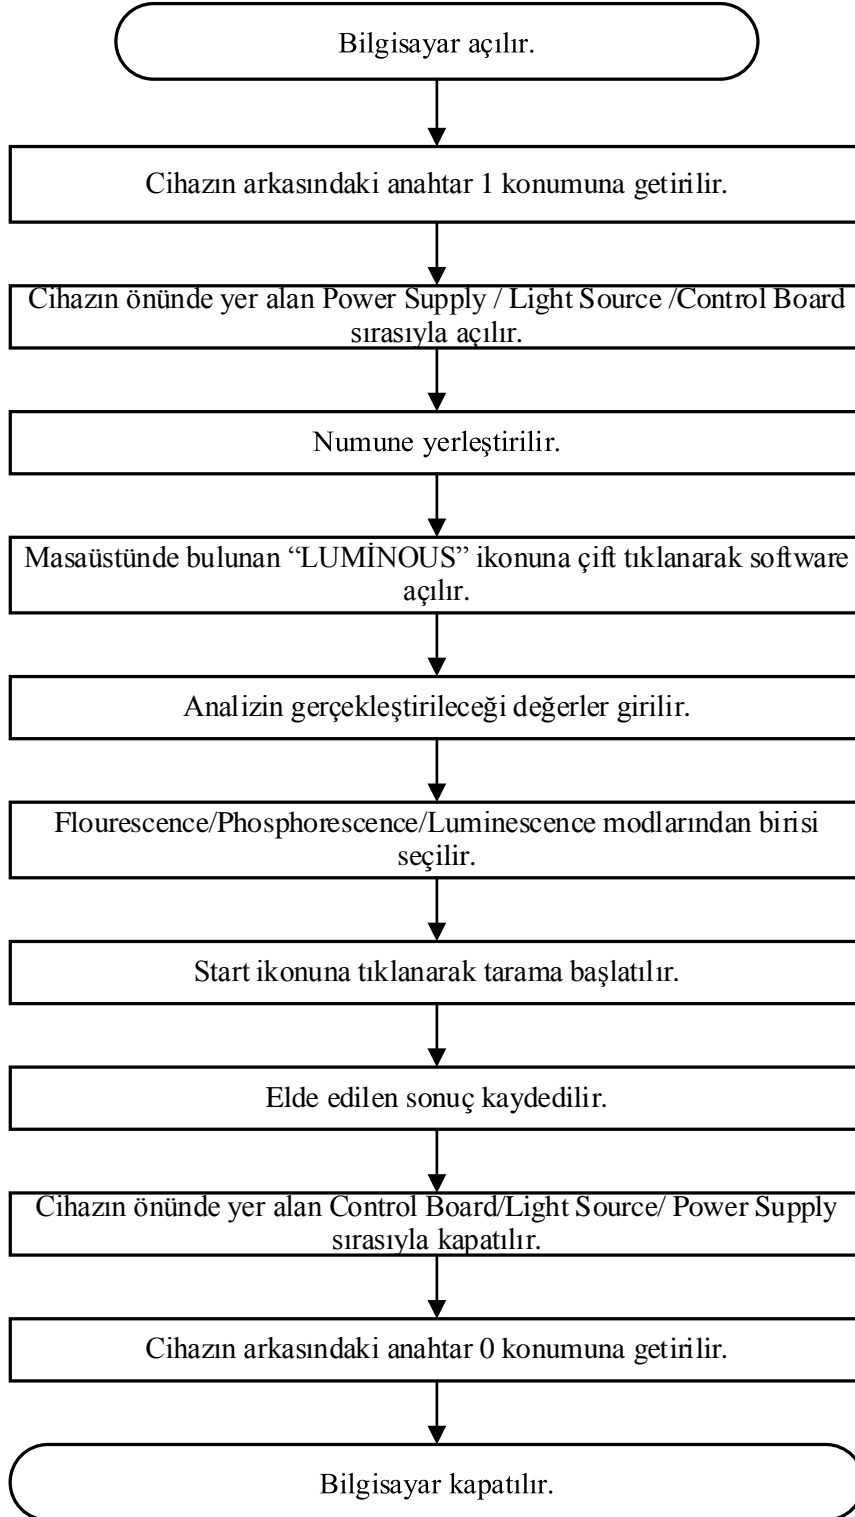 Bilgisayar açılır.
Cihazın arkasındaki anahtar 1 konumuna getirilir.
Cihazın önünde yer alan Power Supply / Light Source /Control Board
sırasıyla açılır.
Numune yerleştirilir.
Masaüstünde bulunan “LUMİNOUS” ikonuna çift tıklanarak software
açılır.
Analizin gerçekleştirileceği değerler girilir.
Flourescence/Phosphorescence/Luminescence modlarından birisi
seçilir.
Start ikonuna tıklanarak tarama başlatılır.
Elde edilen sonuç kaydedilir.
Cihazın önünde yer alan Control Board/Light Source/ Power Supply
sırasıyla kapatılır.
Cihazın arkasındaki anahtar 0 konumuna getirilir.
Bilgisayar kapatılır.